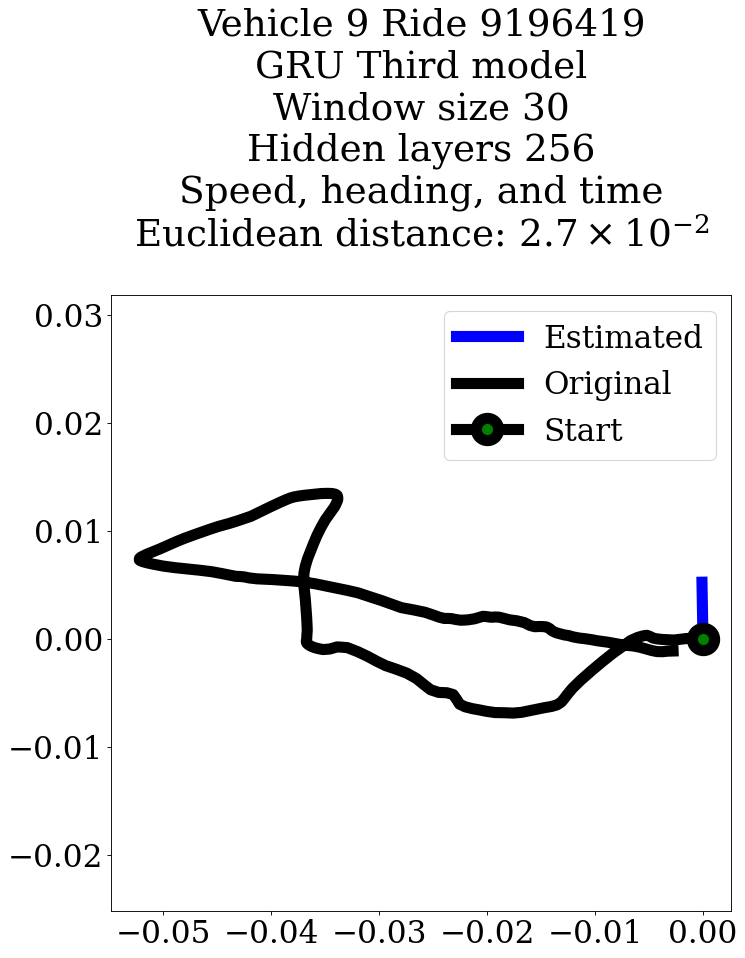 Vehicle 9 Ride 9196419
GRU Third model
Window size 30
Hidden layers 256
Speed, heading, and time
Euclidean distance: 2.7 × 10⁻²
Estimated
Original
Start
0.03
0.02
0.01
0.00
−0.01
−0.02
−0.05 −0.04 −0.03 −0.02 −0.01 0.00